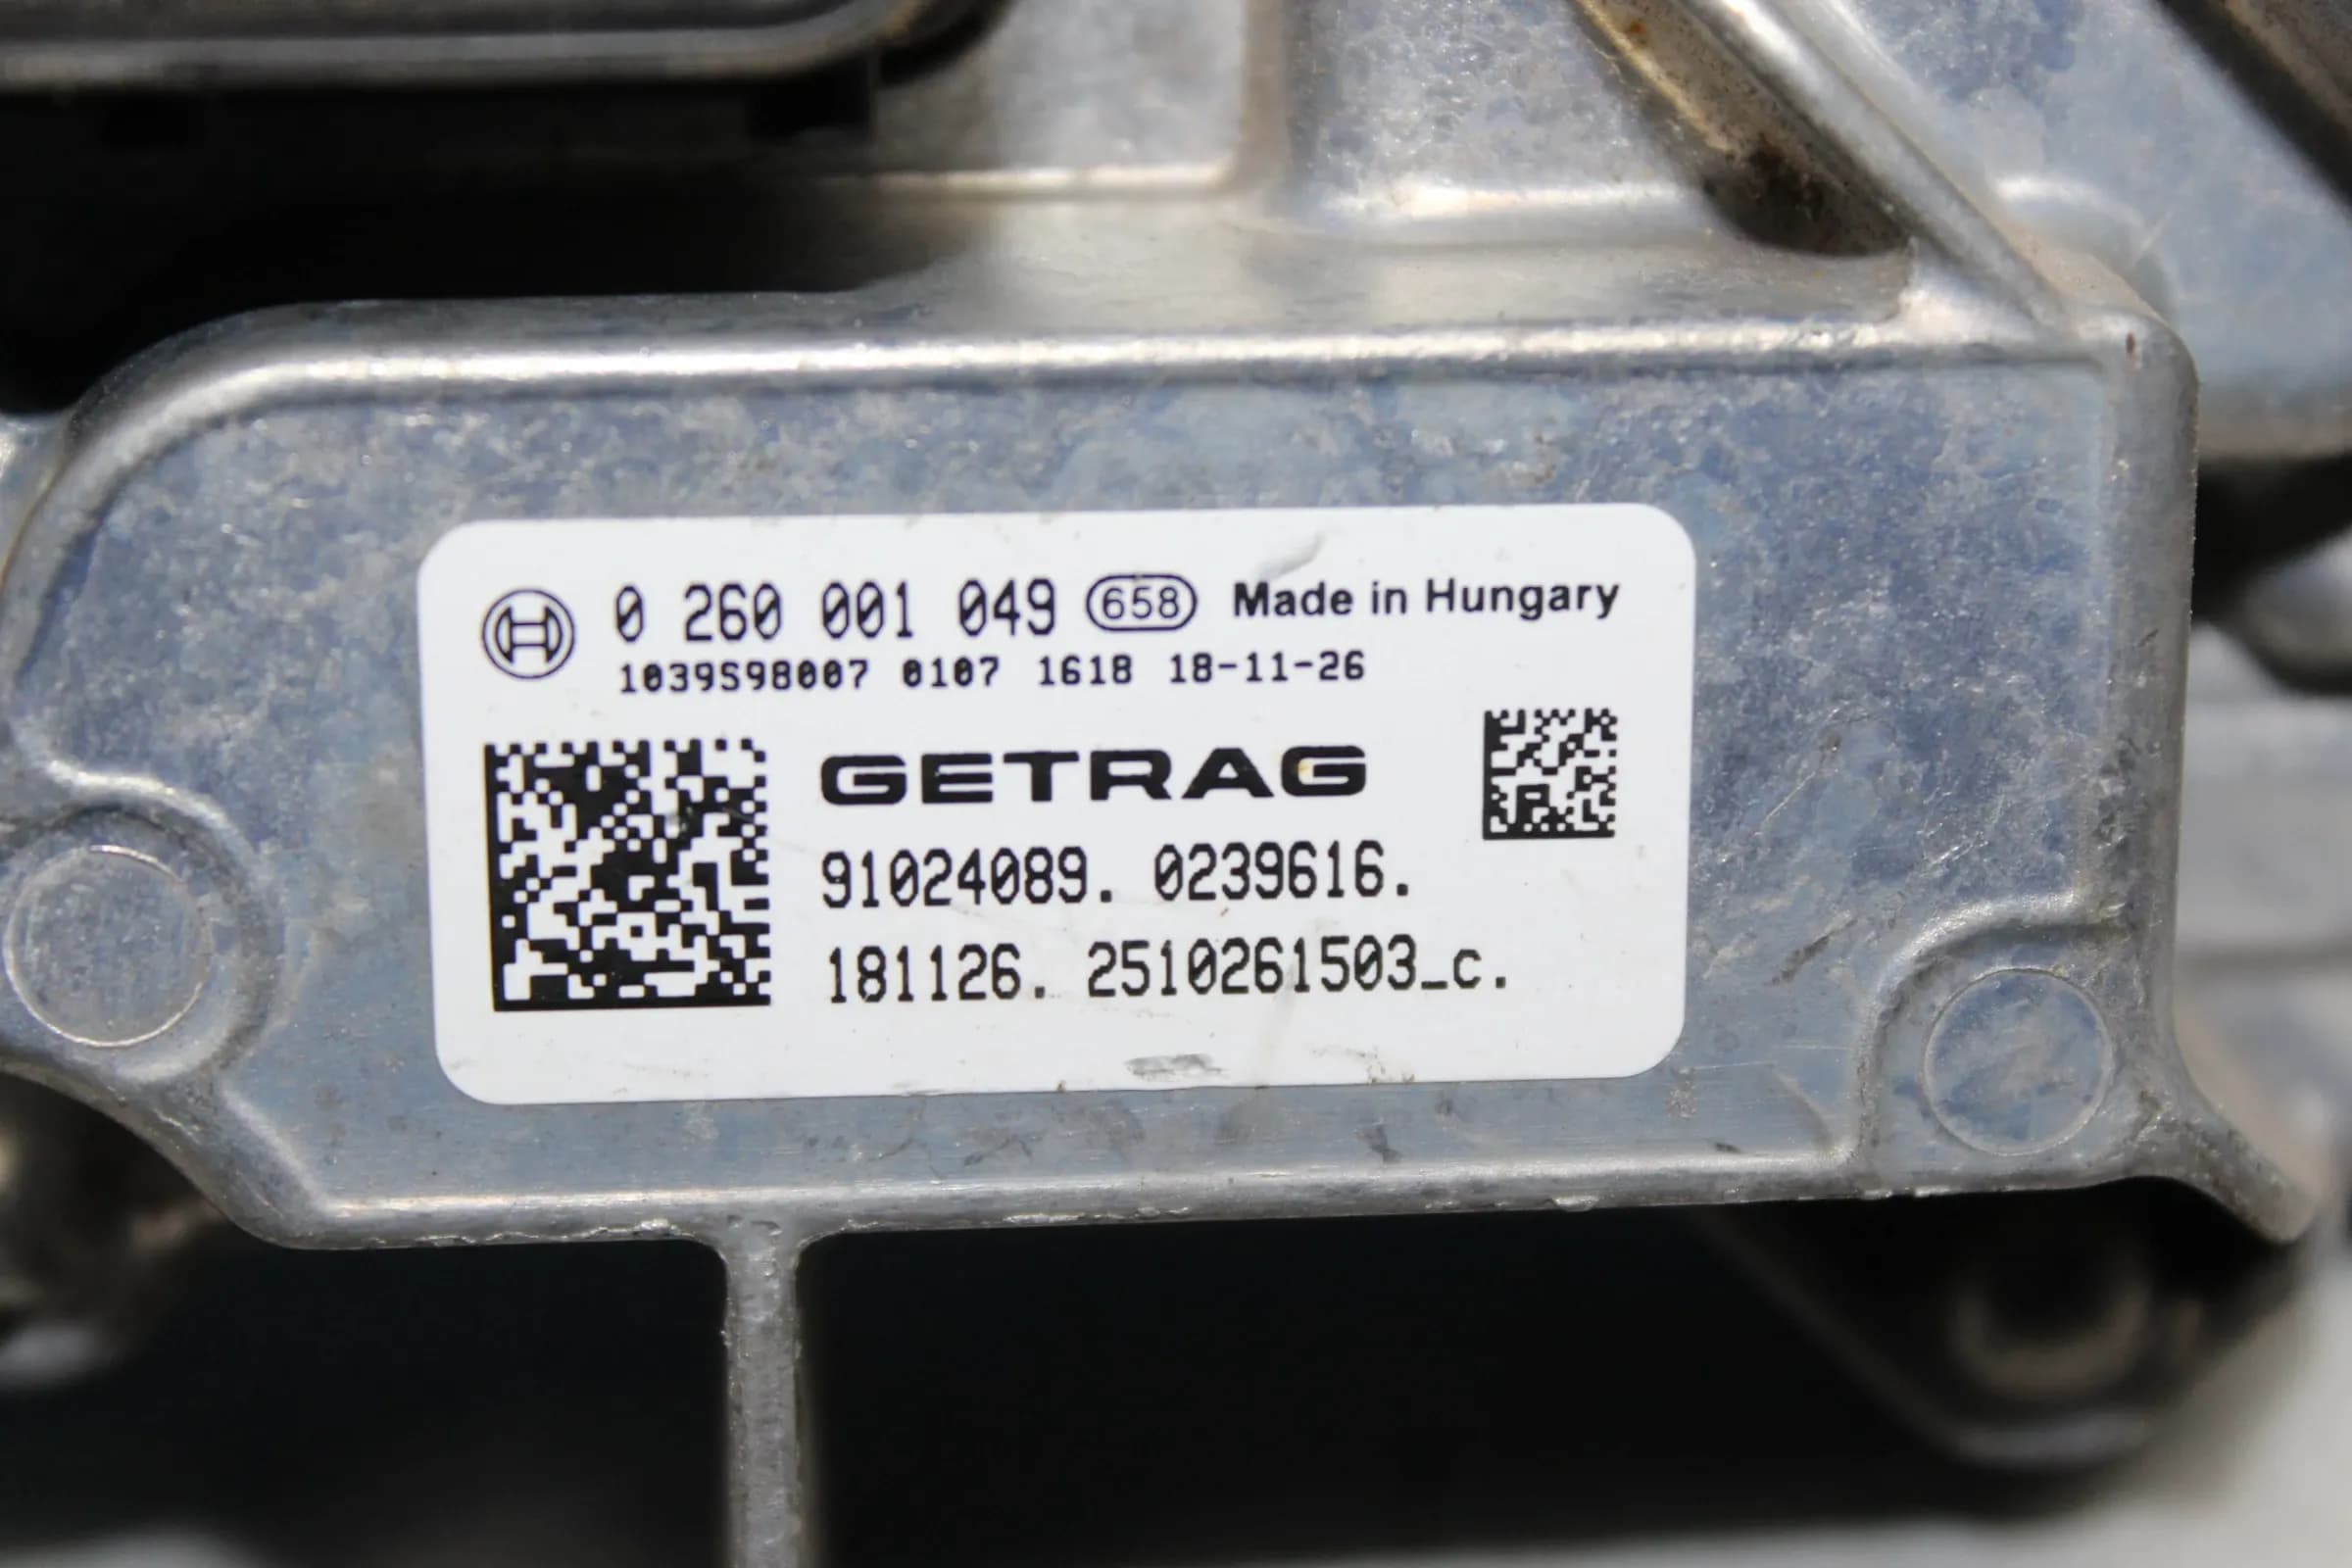 0 260 001 049 658 Made in Hungary
1039S98007 0107 1618 18-11-26
GETRAG
91024089. 0239616.
181126. 2510261503_c.